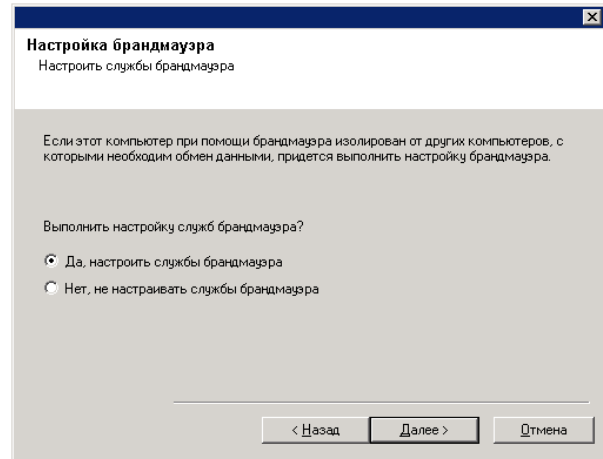 Настройка брандмауэра
Настроить службы брандмауэра
Если этот компьютер при помощи брандмауэра изолирован от других компьютеров, с
которыми необходим обмен данными, придется выполнить настройку брандмауэра.
Выполнить настройку служб брандмауэра?
Да, настроить службы брандмауэра
Нет, не настраивать службы брандмауэра
< Назад Далее > Отмена